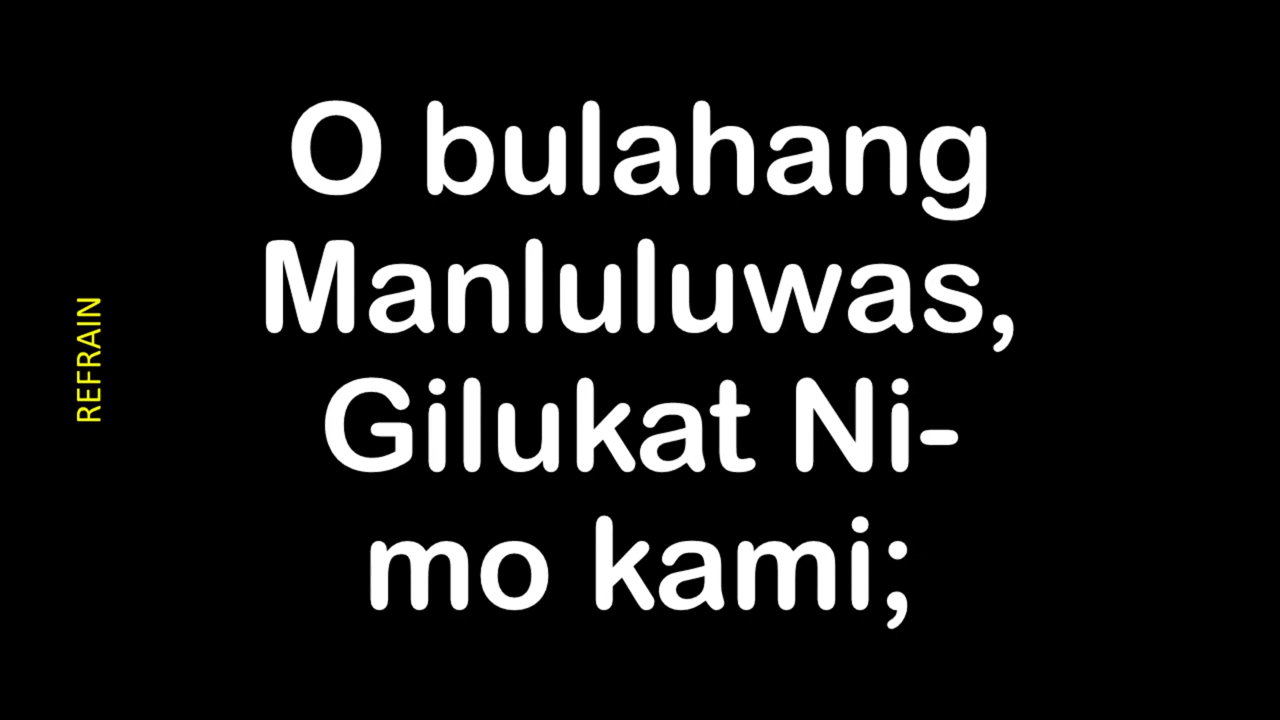 REFRAIN
O bulahang
Manluluwas,
Gilukat Ni-
mo kami;